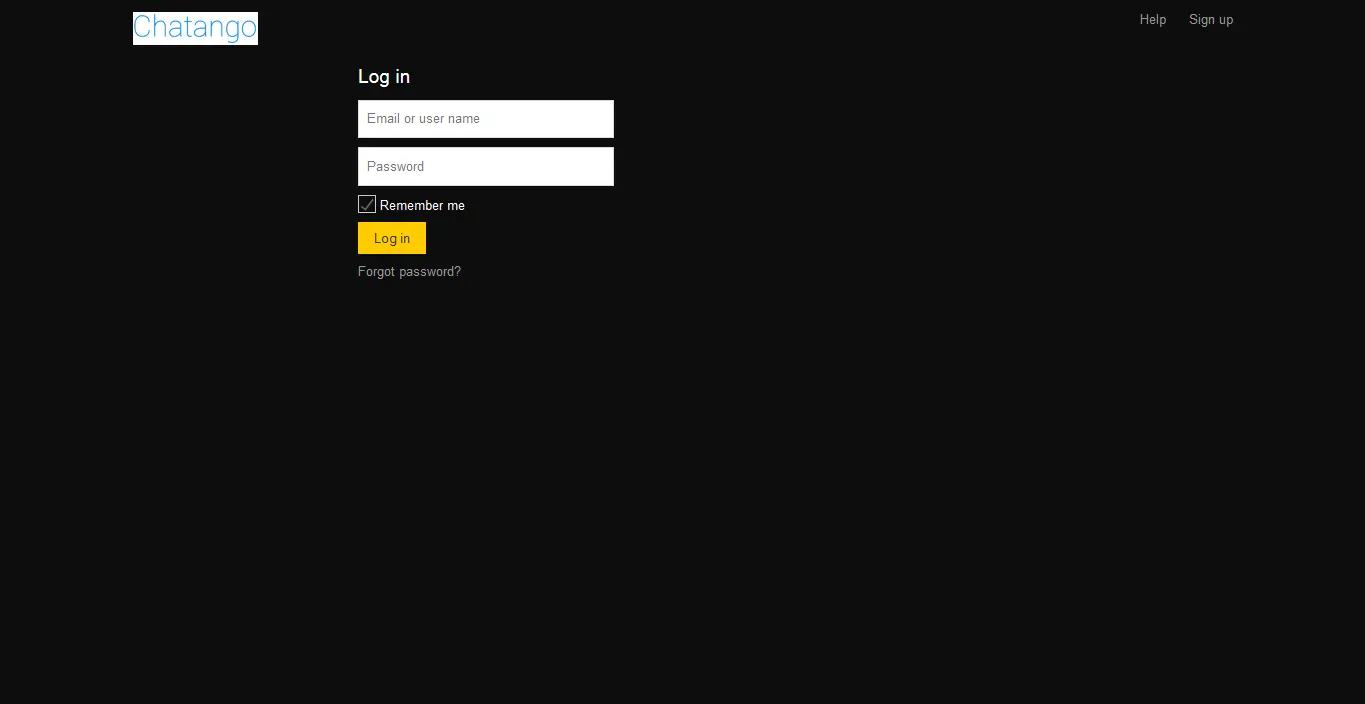 Chatango
Help
Sign up
Log in
Email or user name
Password
Remember me
Log in
Forgot password?